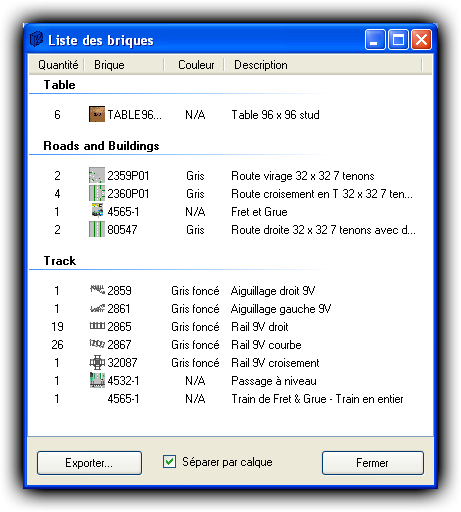 Liste des briques
Quantité Brique Couleur Description
Table
6 TABLE96... N/A Table 96 x 96 stud
Roads and Buildings
2 2359P01 Gris Route virage 32 x 32 7 tenons
4 2360P01 Gris Route croisement en T 32 x 32 7 ten...
1 4565-1 N/A Fret et Grue
2 80547 Gris Route droite 32 x 32 7 tenons avec d...
Track
1 2859 Gris foncé Aiguillage droit 9V
1 2861 Gris foncé Aiguillage gauche 9V
19 2865 Gris foncé Rail 9V droit
26 2867 Gris foncé Rail 9V courbe
1 32087 Gris foncé Rail 9V croisement
1 4532-1 N/A Passage à niveau
1 4565-1 N/A Train de Fret & Grue - Train en entier
Exporter... Séparer par calque Fermer